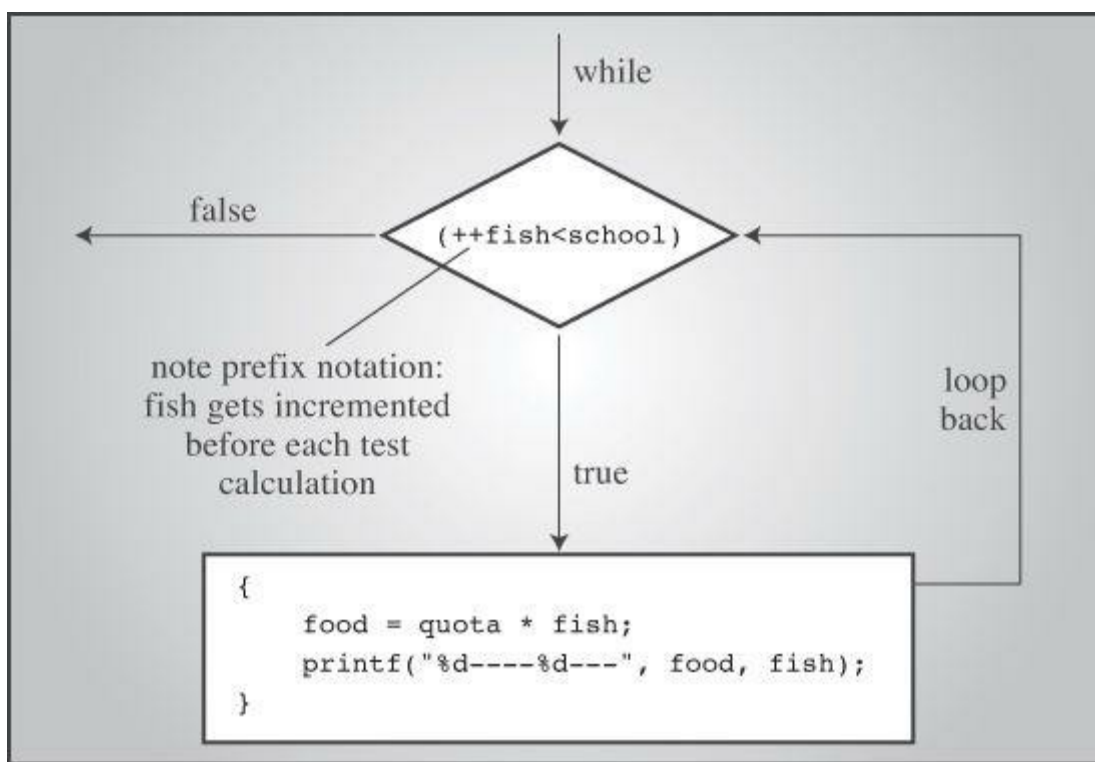 while
false
(++fish<school)
note prefix notation:
fish gets incremented
before each test
calculation
true
loop
back
{
food = quota * fish;
printf("%d----%d---", food, fish);
}